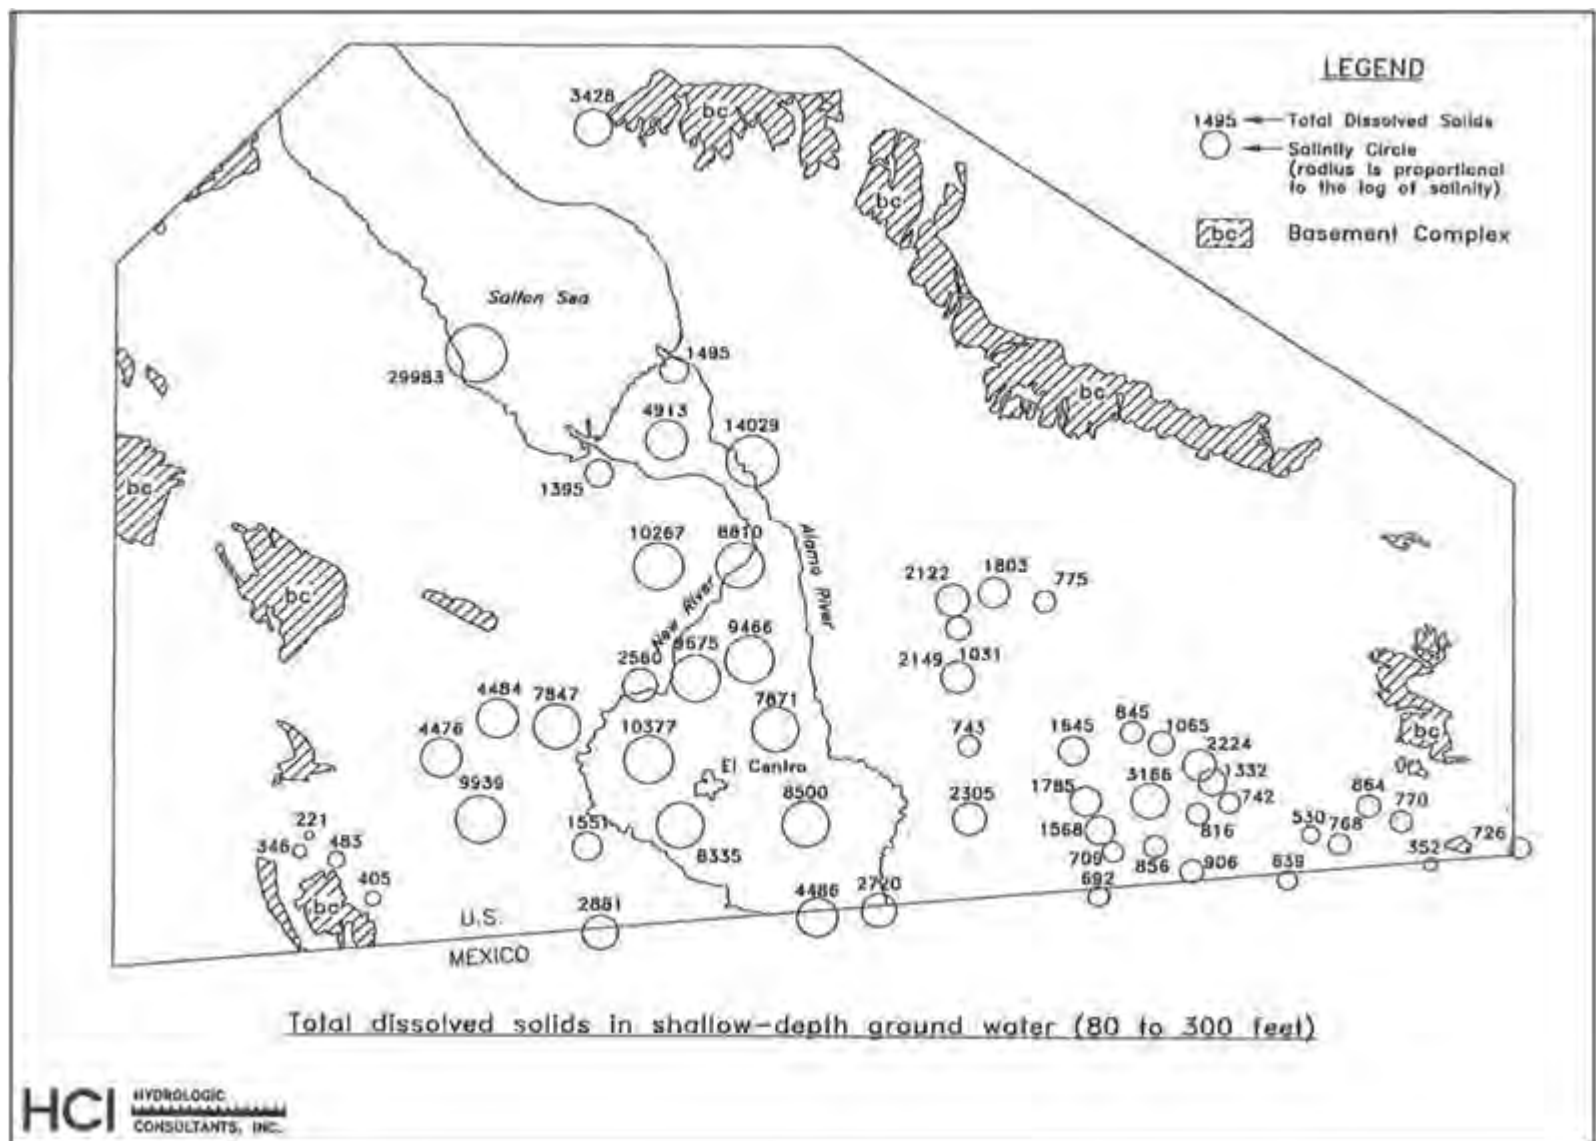 LEGEND
1495 Total Dissolved Solids
Salinity Circle
(radius is proportional
to the log of salinity)
bc Basement Complex
3428
bc
bc
Salton Sea
1495
29983
bc
4913
14029
bc
1395
10267
8810
Alamo River
New River
bc
2122
1803
775
9675
9466
2560
2149
1031
4484
7847
7871
4476
10377
743
1645
845
1065
2224
bc
El Centro
1332
9939
3166
1785
742
864
770
8500
2305
221
1551
1568
816
530
768
726
346
483
8335
709
856
906
352
405
692
839
bc
U.S.
2881
4486
2720
MEXICO
Total dissolved solids in shallow-depth ground water (80 to 300 feet)
HCI HYDROLOGIC
CONSULTANTS, INC.